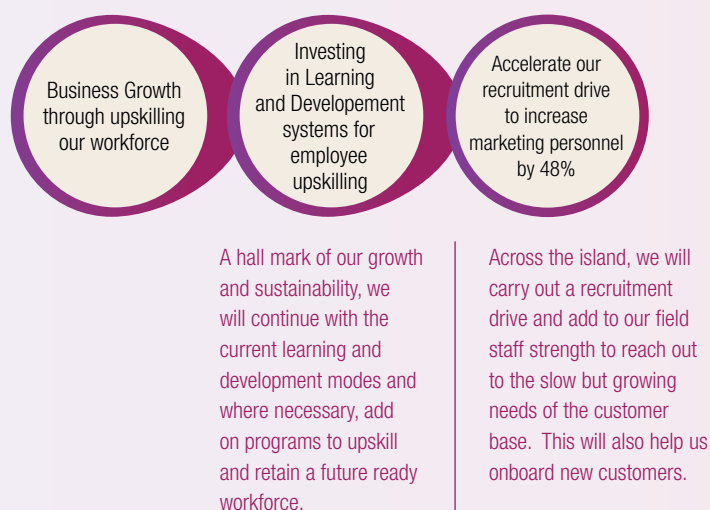 Business Growth
through upskilling
our workforce
Investing
in Learning
and Developement
systems for
employee
upskilling
Accelerate our
recruitment drive
to increase
marketing personnel
by 48%
A hall mark of our growth
and sustainability, we
will continue with the
current learning and
development modes and
where necessary, add
on programs to upskill
and retain a future ready
workforce.
Across the island, we will
carry out a recruitment
drive and add to our field
staff strength to reach out
to the slow but growing
needs of the customer
base. This will also help us
onboard new customers.